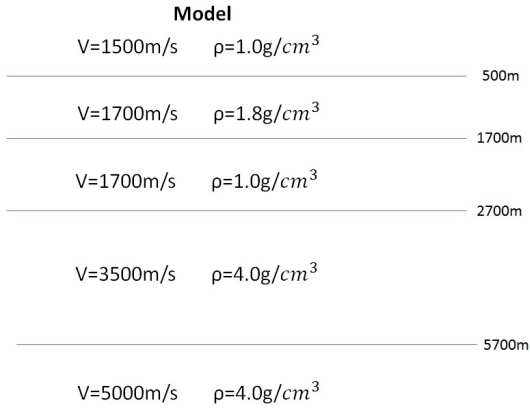 Model
V=1500m/s ρ=1.0g/cm³
500m
V=1700m/s ρ=1.8g/cm³
1700m
V=1700m/s ρ=1.0g/cm³
2700m
V=3500m/s ρ=4.0g/cm³
5700m
V=5000m/s ρ=4.0g/cm³